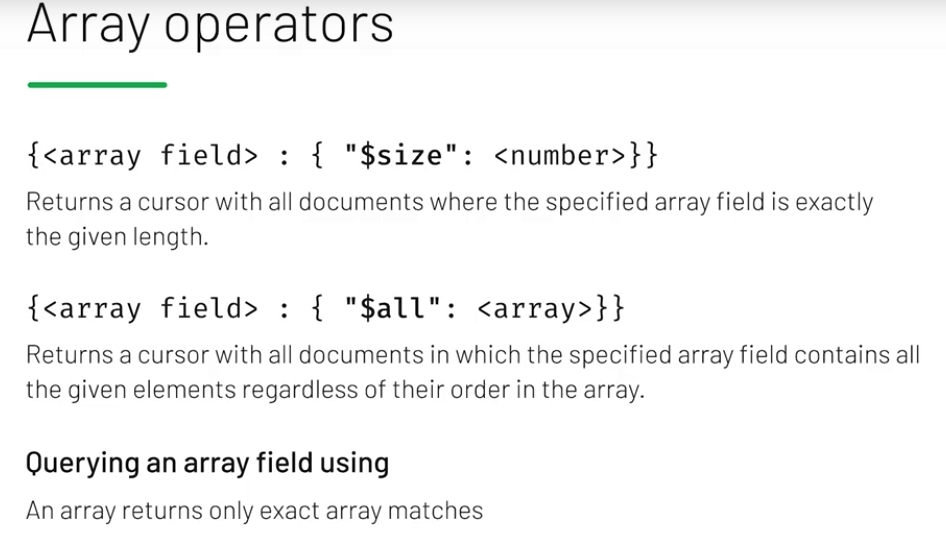 Array operators
{<array field> : { "$size": <number>}}
Returns a cursor with all documents where the specified array field is exactly
the given length.
{<array field> : { "$all": <array>}}
Returns a cursor with all documents in which the specified array field contains all
the given elements regardless of their order in the array.
Querying an array field using
An array returns only exact array matches